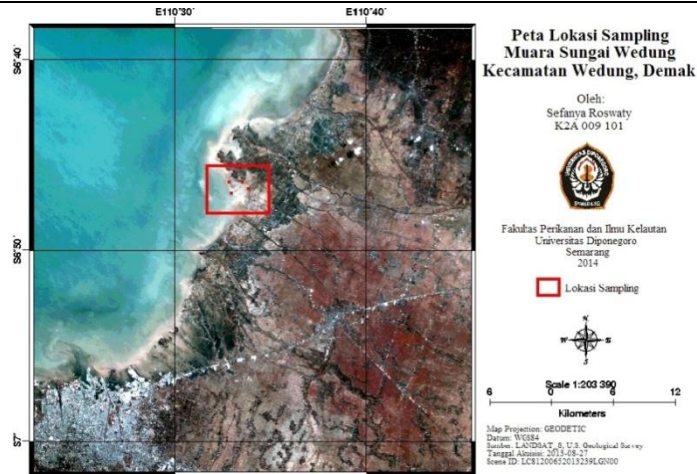 E110°30'
E110°40'
S6°40'
S6°50'
S7°
Peta Lokasi Sampling
Muara Sungai Wedung
Kecamatan Wedung, Demak
Oleh:
Sefanya Roswaty
K2A 009 101
Fakultas Perikanan dan Ilmu Kelautan
Universitas Diponegoro
Semarang
2014
Lokasi Sampling
N
W
E
S
Scale 1:203 390
6
0
6
12
Kilometers
Map Projection: GEODETIC
Datum: WGS84
Sumber: LANDSAT_8, U.S. Geological Survey
Tanggal Akuisisi: 2013-08-27
Scene ID: LC81200652013239LGN00